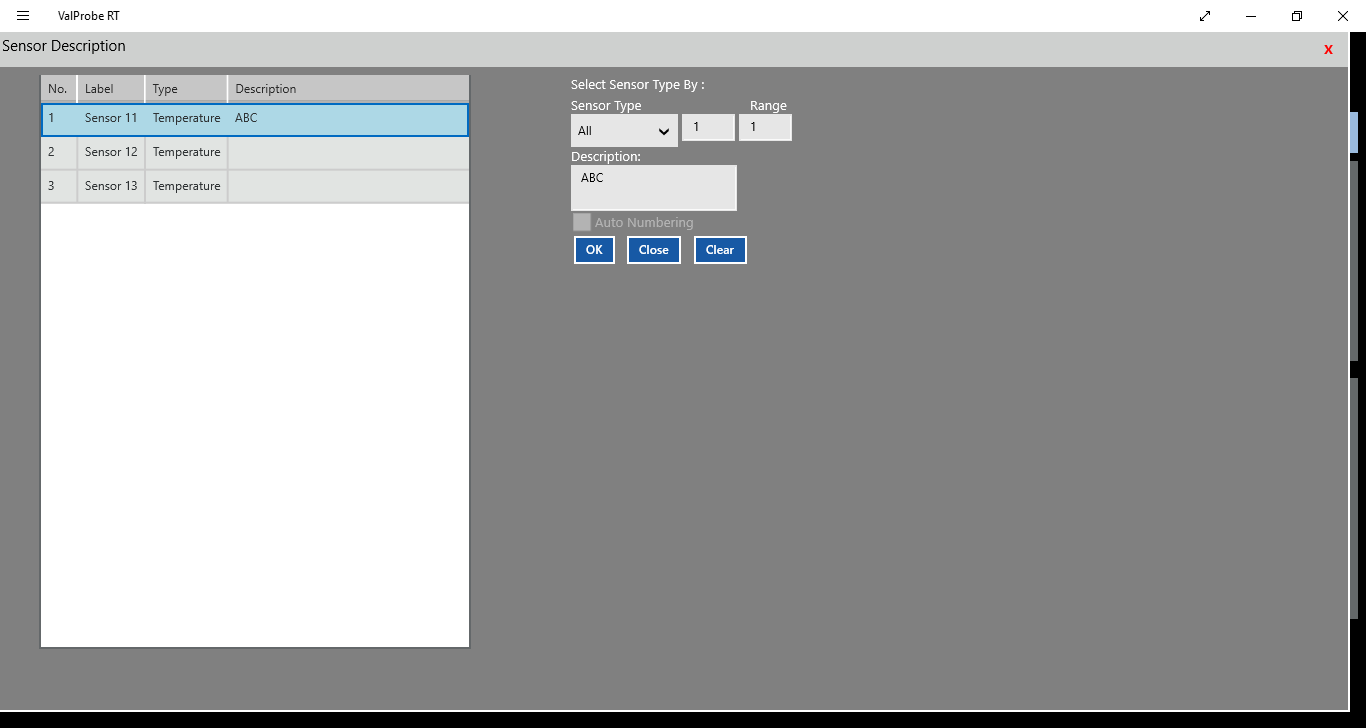 ValProbe RT
Sensor Description
X
No. Label Type Description
1 Sensor 11 Temperature ABC
2 Sensor 12 Temperature
3 Sensor 13 Temperature
Select Sensor Type By :
Sensor Type Range
All 1 1
Description:
ABC
Auto Numbering
OK Close Clear